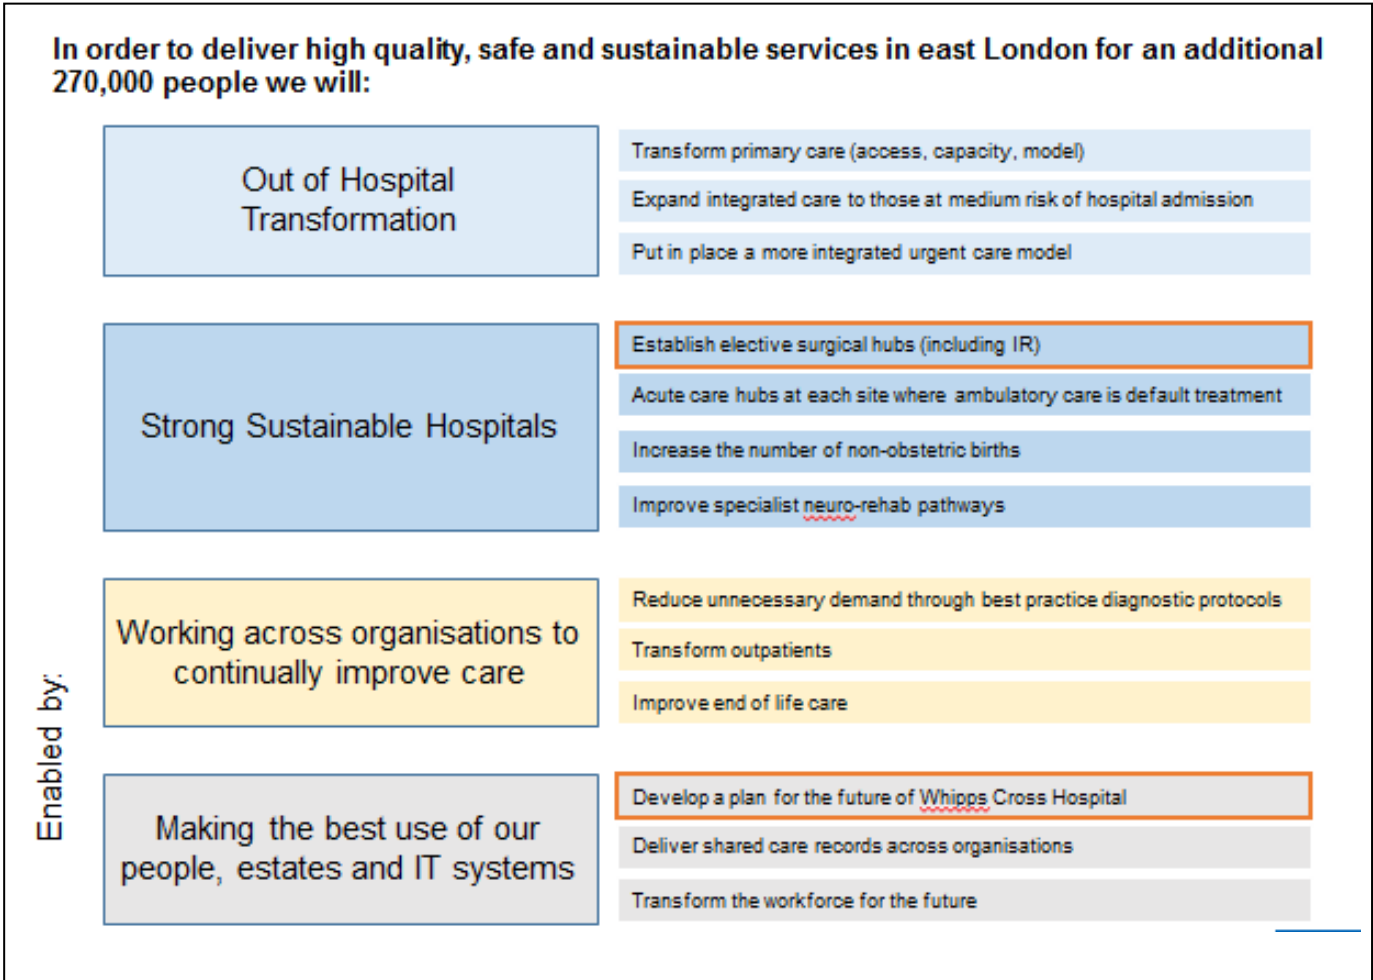 In order to deliver high quality, safe and sustainable services in east London for an additional
270,000 people we will:
Out of Hospital
Transformation
Transform primary care (access, capacity, model)
Expand integrated care to those at medium risk of hospital admission
Put in place a more integrated urgent care model
Strong Sustainable Hospitals
Establish elective surgical hubs (including IR)
Acute care hubs at each site where ambulatory care is default treatment
Increase the number of non-obstetric births
Improve specialist neuro-rehab pathways
Enabled by:
Working across organisations to
continually improve care
Reduce unnecessary demand through best practice diagnostic protocols
Transform outpatients
Improve end of life care
Making the best use of our
people, estates and IT systems
Develop a plan for the future of Whipps Cross Hospital
Deliver shared care records across organisations
Transform the workforce for the future